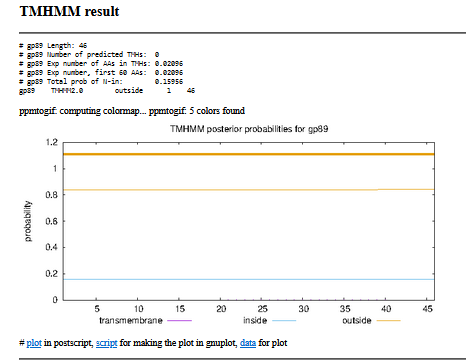 TMHMM result
# gp89 Length: 46
# gp89 Number of predicted TMHs: 0
# gp89 Exp number of AAs in TMHs: 0.02096
# gp89 Exp number, first 60 AAs: 0.02096
# gp89 Total prob of N-in: 0.15956
gp89 TMHMM2.0 outside 1 46
ppmtogif: computing colormap... ppmtogif: 5 colors found
TMHMM posterior probabilities for gp89
1.2
1
0.8
0.6
0.4
0.2
0
probability
5 10 15 20 25 30 35 40 45
transmembrane inside outside
# plot in postscript, script for making the plot in gnuplot, data for plot